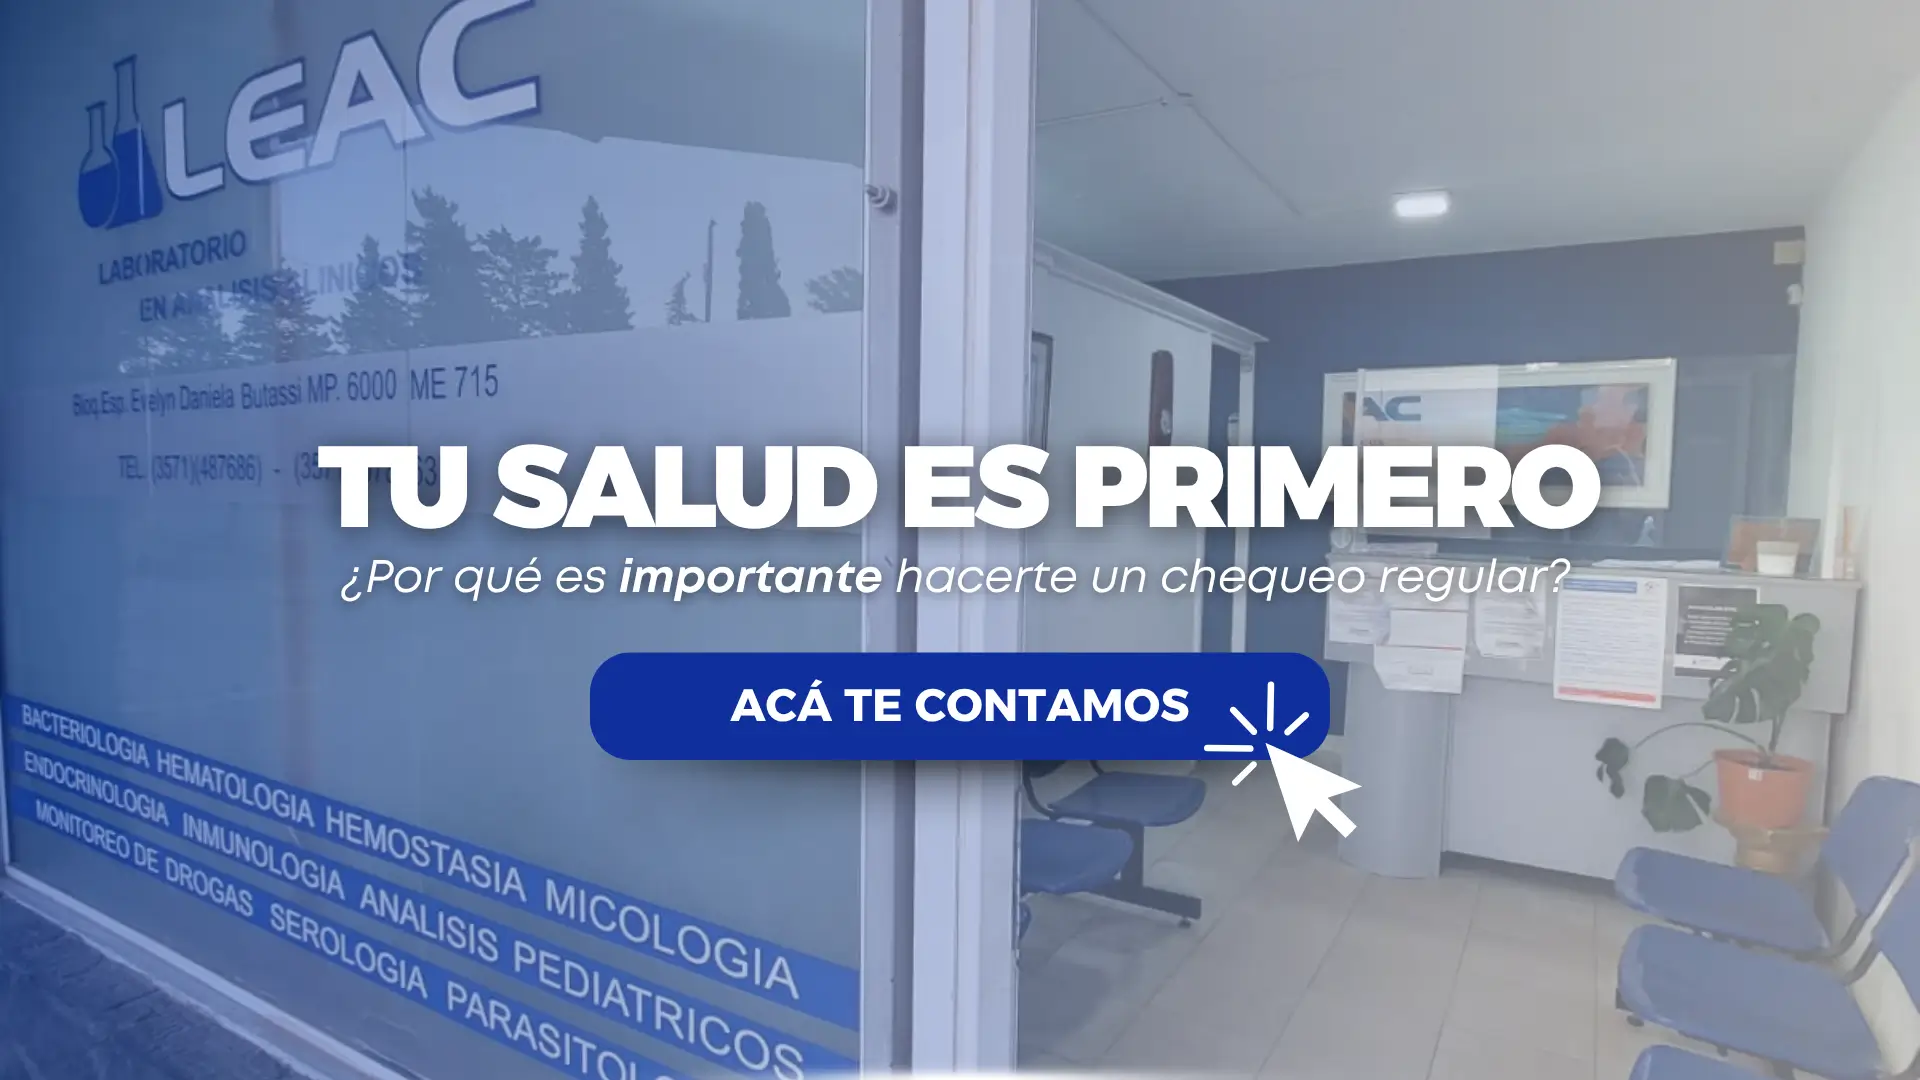 LEAC
LABORATORIO
EN ANALISIS CLINICOS
Bioq.Esp. Evelyn Daniela Butassi MP. 6000 ME 715
TEL. (3571)(487686) -
TU SALUD ES PRIMERO
¿Por qué es importante hacerte un chequeo regular?
ACÁ TE CONTAMOS
BACTERIOLOGIA HEMATOLOGIA HEMOSTASIA MICOLOGIA
ENDOCRINOLOGIA INMUNOLOGIA ANALISIS PEDIATRICOS
MONITOREO DE DROGAS SEROLOGIA
AC